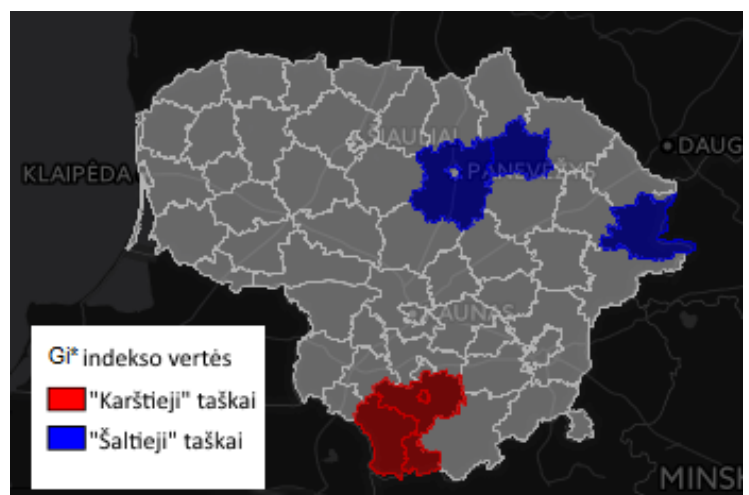 ŠIAULIAI
KLAIPĖDA
PANEVĖŽYS
DAUG
KAUNAS
Gi* indekso vertės
"Karštieji" taškai
"Šaltieji" taškai
MINSK